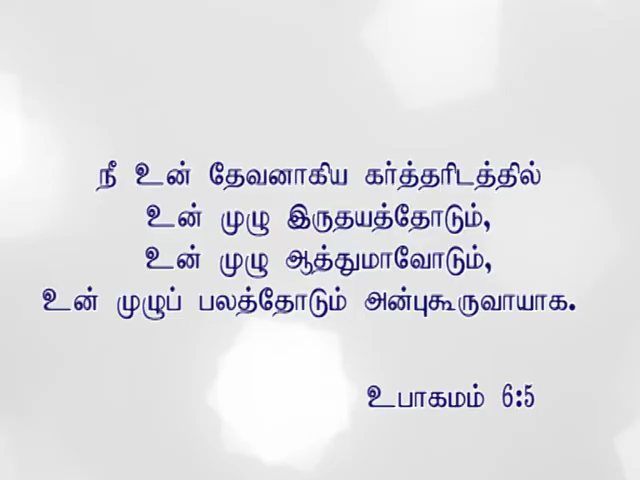 நீ உன் தேவனாகிய கர்த்தரிடத்தில்
உன் முழு இருதயத்தோடும்,
உன் முழு ஆத்துமாவோடும்,
உன் முழுப் பலத்தோடும் அன்புகூருவாயாக.
உபாகமம் 6:5